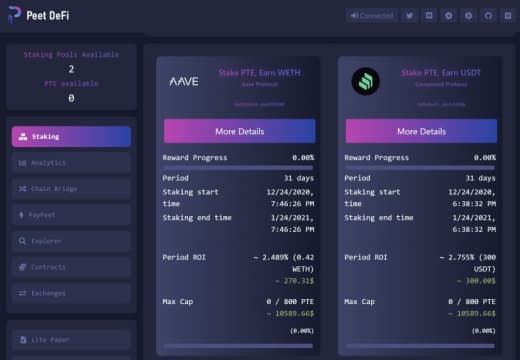 Peet DeFi
Connected
Staking Pools Available
2
PTE available
0
Staking
Analytics
Chain Bridge
PayPeet
Explorer
Contracts
Exchanges
Lite Paper
AAVE
Stake PTE, Earn WETH
Aave Protocol
More Details
Reward Progress 0.00%
Period 31 days
Staking start 12/24/2020,
time 7:46:26 PM
Staking end time 1/24/2021,
7:46:26 PM
Period ROI ~ 2.489% (0.42
WETH)
~ 270.31$
Max Cap 0 / 800 PTE
~ 10589.66$
(0.00%)
Stake PTE, Earn USDT
Compound Protocol
More Details
Reward Progress 0.00%
Period 31 days
Staking start 12/24/2020,
time 6:38:32 PM
Staking end time 1/24/2021,
6:38:32 PM
Period ROI ~ 2.755% (300
USDT)
~ 300.00$
Max Cap 0 / 800 PTE
~ 10589.66$
(0.00%)